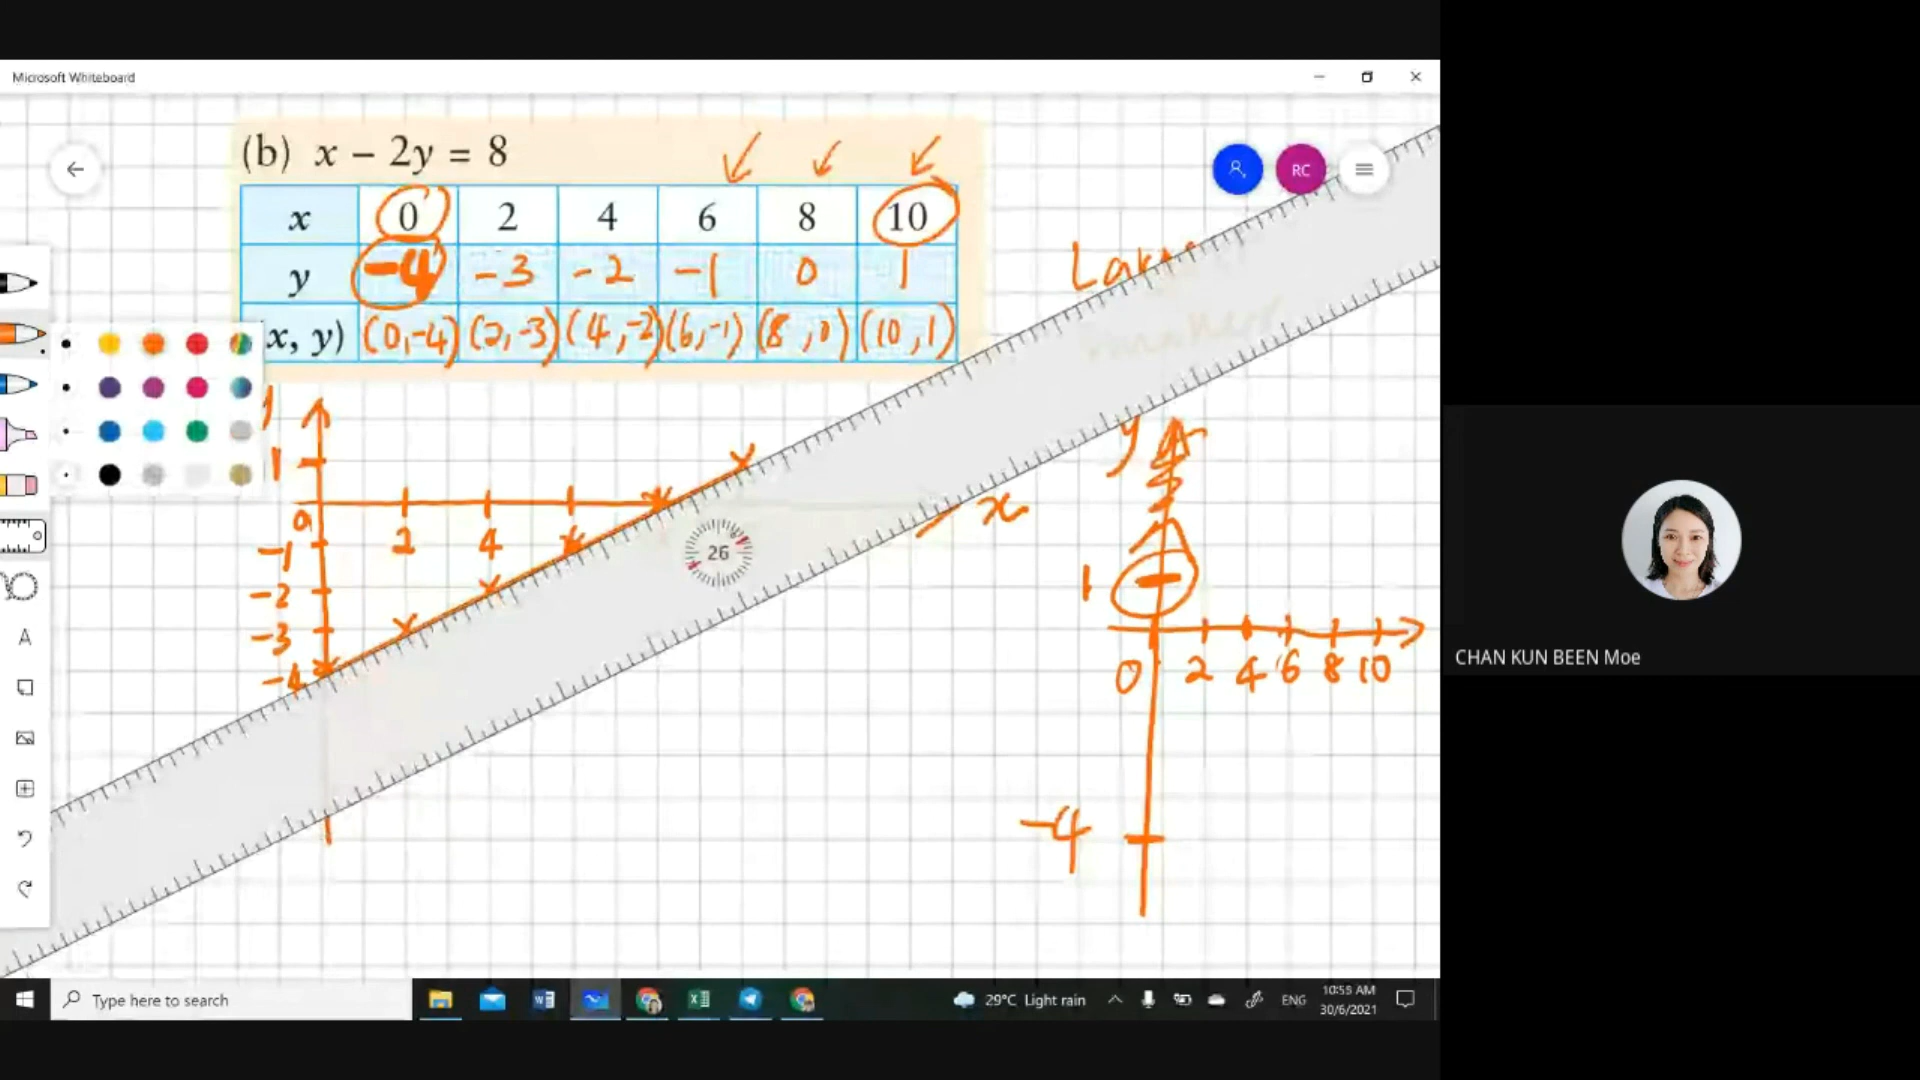 Microsoft Whiteboard
(b) x − 2y = 8
RC
x 0 2 4 6 8 10
y -4 -3 -2 -1 0 1
x, y) (0,-4) (2,-3) (4,-2) (6,-1) (8,0) (10,1)
y
1
x
0
2 4
-1
-2
-3
-4
26
1
0 2 4 6 8 10
-4
A
CHAN KUN BEEN Moe
Type here to search
29°C Light rain
ENG
10:55 AM
30/6/2021